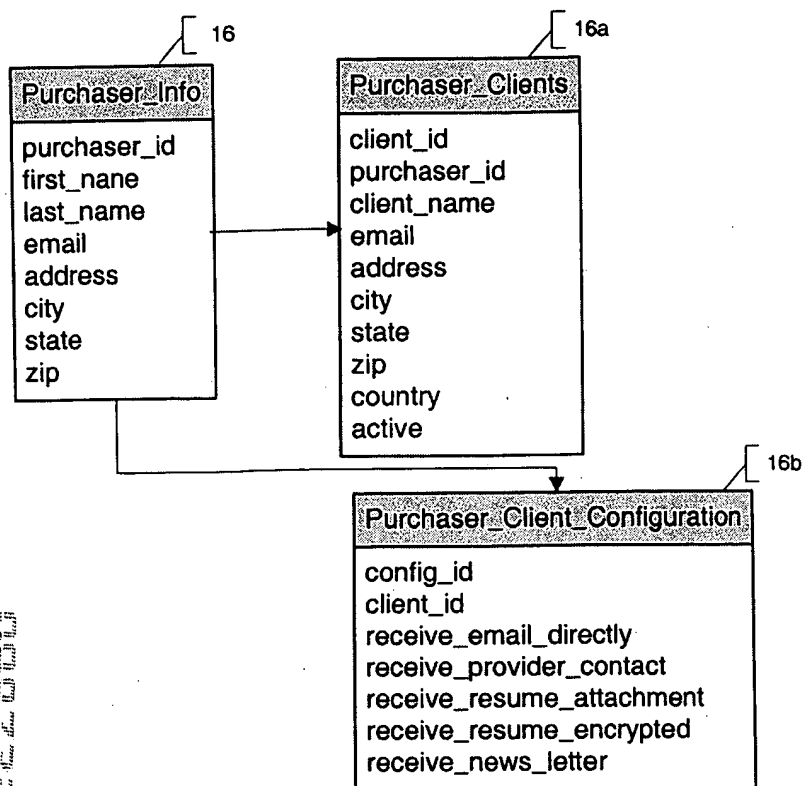 16
Purchaser_Info
purchaser_id
first_nane
last_name
email
address
city
state
zip
16a
Purchaser_Clients
client_id
purchaser_id
client_name
email
address
city
state
zip
country
active
16b
Purchaser_Client_Configuration
config_id
client_id
receive_email_directly
receive_provider_contact
receive_resume_attachment
receive_resume_encrypted
receive_news_letter